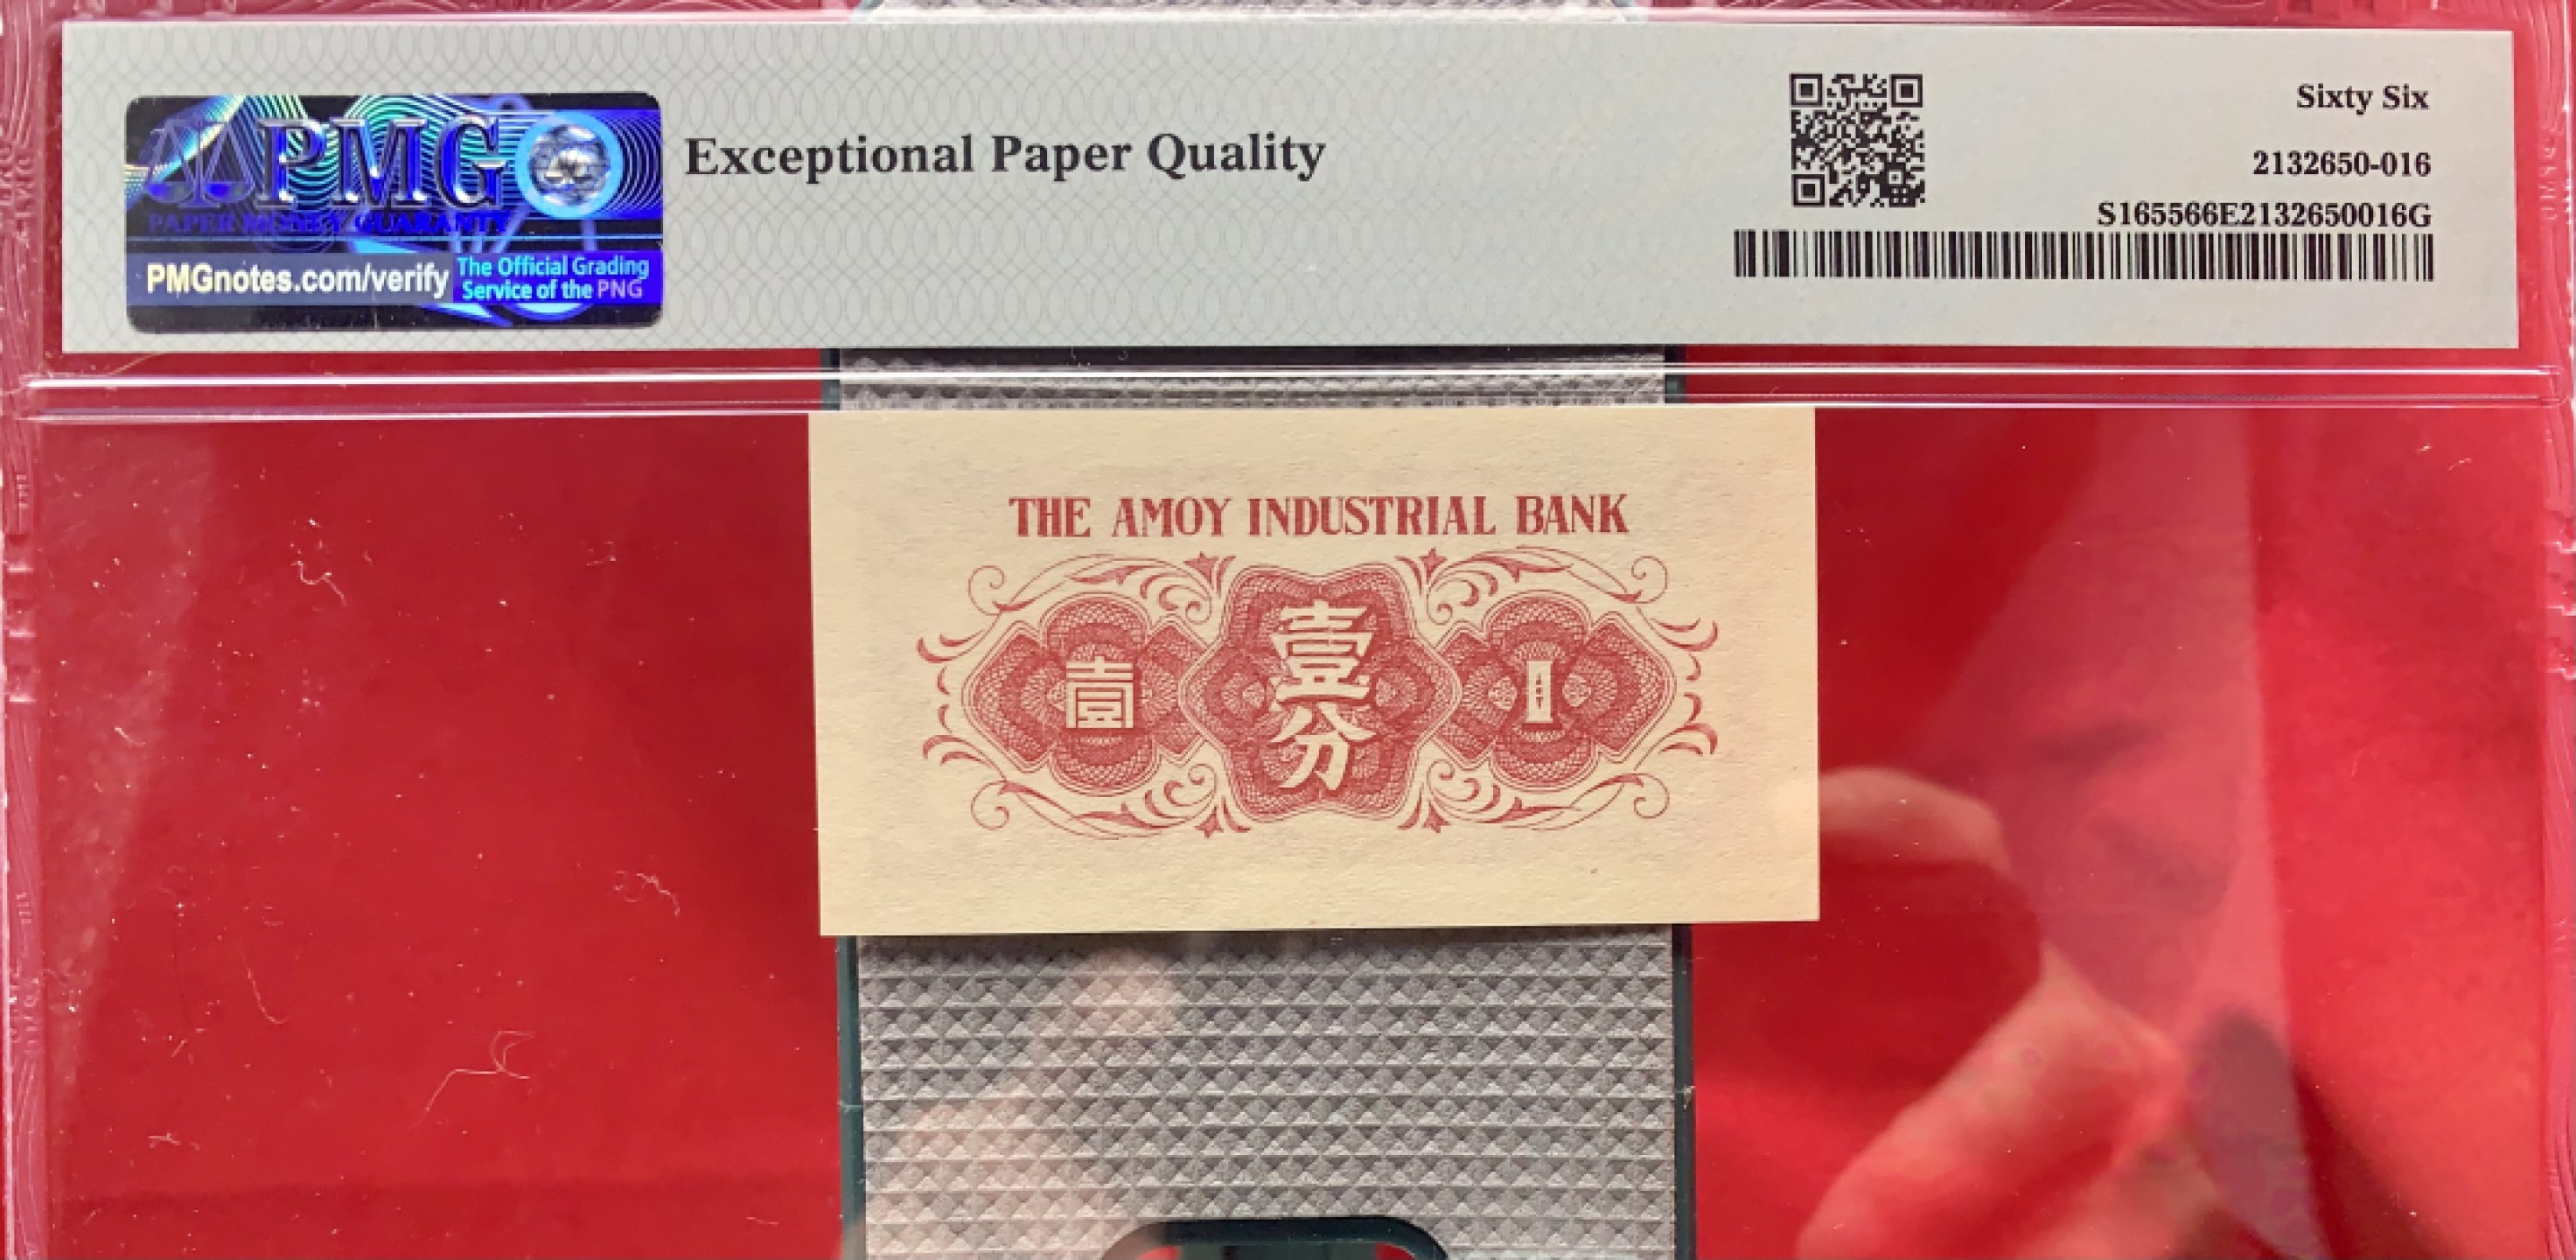 PMG
PAPER MONEY GUARANTY
PMGnotes.com/verify
The Official Grading
Service of the PNG
Exceptional Paper Quality
Sixty Six
2132650-016
S165566E2132650016G
THE AMOY INDUSTRIAL BANK
壹
壹分
1